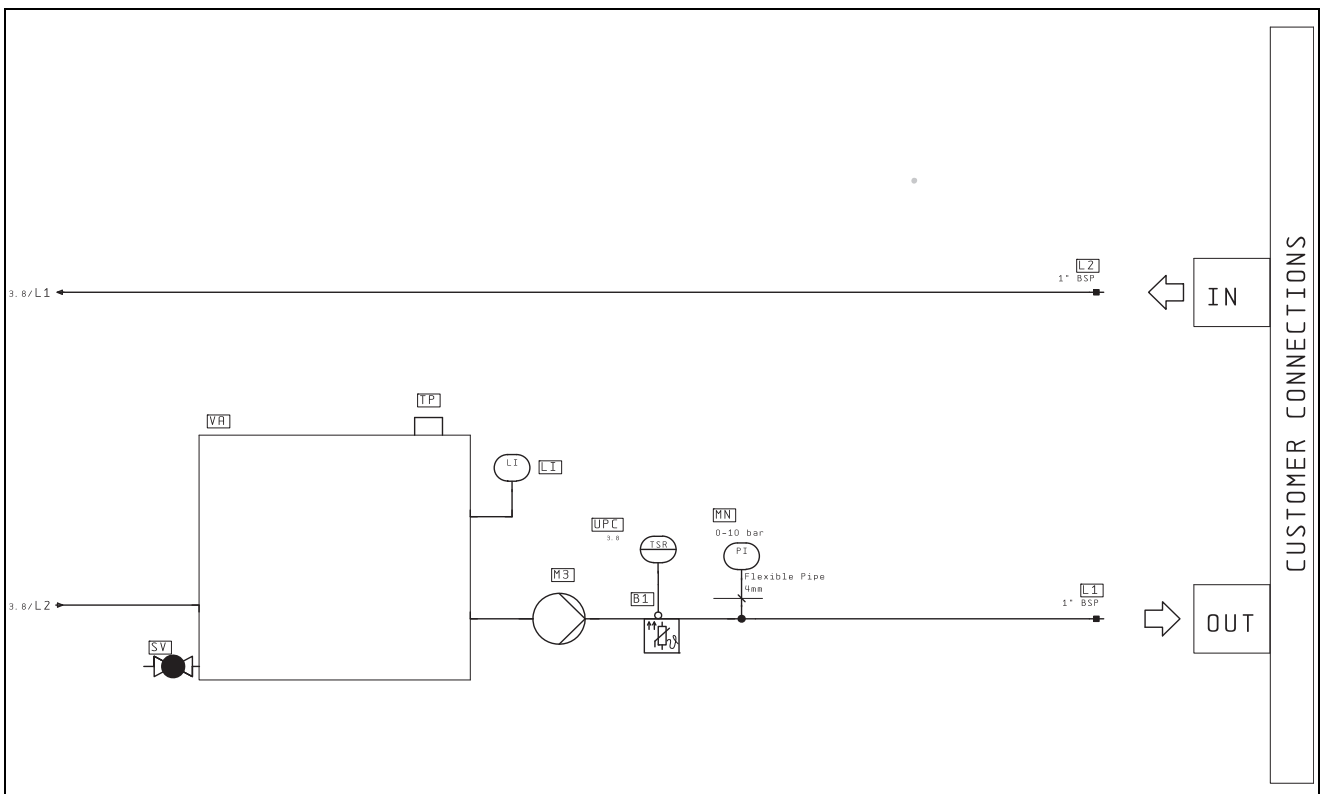 L2
1" BSP
3.8/L1
IN
CUSTOMER CONNECTIONS
TP
VA
LI
LI
MN
0-10 bar
UPC
3.8
TSR
PI
M3
Flexible Pipe
4mm
B1
L1
1" BSP
3.8/L2
OUT
SV